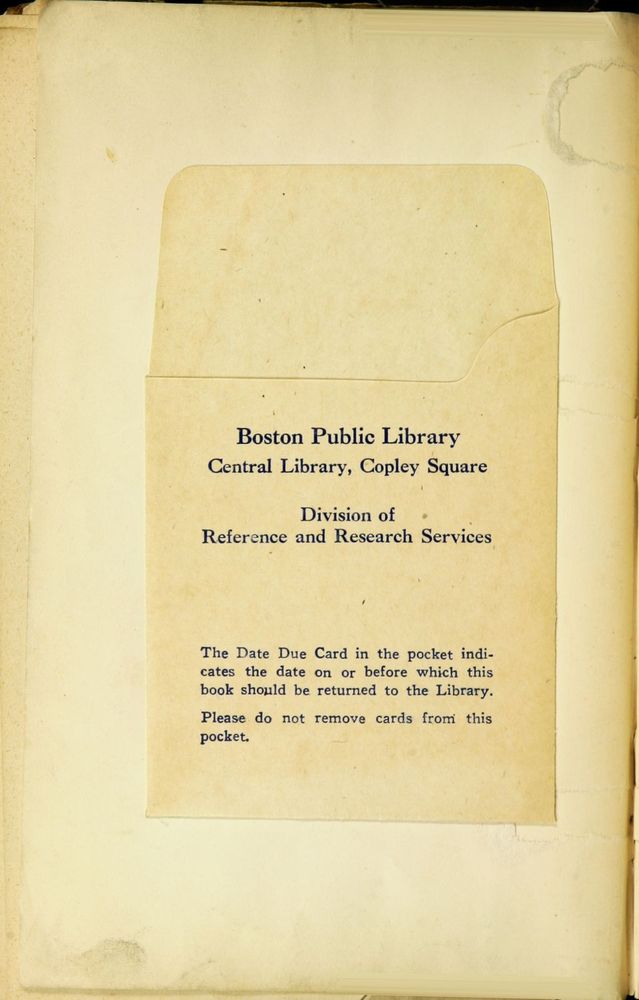 Boston Public Library
Central Library, Copley Square
Division of
Reference and Research Services
The Date Due Card in the pocket indi-
cates the date on or before which this
book should be returned to the Library.
Please do not remove cards from this
pocket.